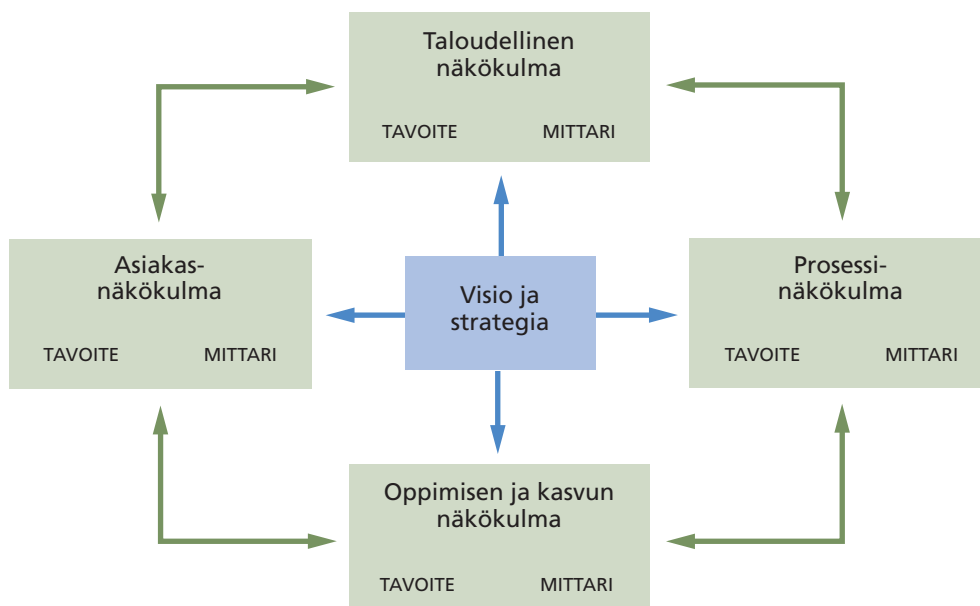 Taloudellinen
näkökulma
TAVOITE MITTARI
Asiakas-
näkökulma
TAVOITE MITTARI
Visio ja
strategia
Prosessi-
näkökulma
TAVOITE MITTARI
Oppimisen ja kasvun
näkökulma
TAVOITE MITTARI